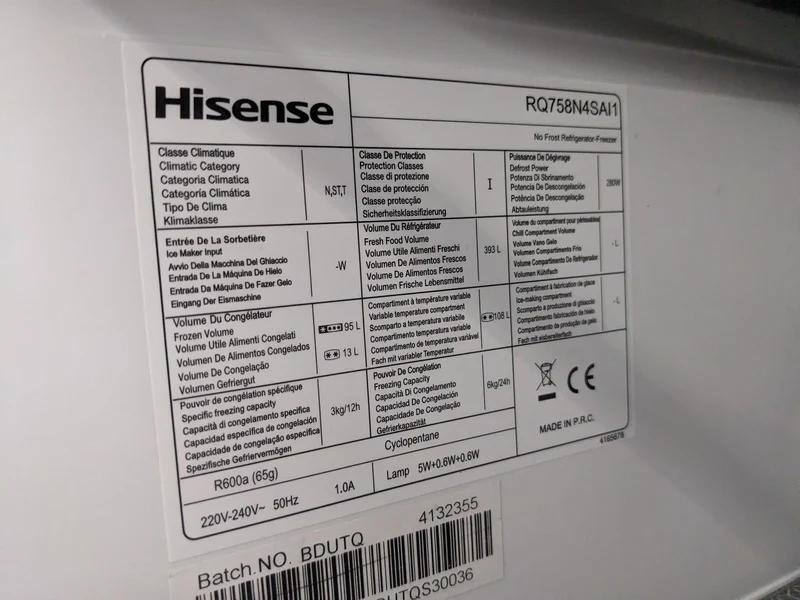 Hisense
RQ758N4SAI1
No Frost Refrigerator-Freezer
Classe Climatique
Climatic Category
Categoria Climatica
Categoría Climática
Tipo De Clima
Klimaklasse
N,ST,T
Classe De Protection
Protection Classes
Classe di protezione
Clase de protección
Classe protecção
Sicherheitsklassifizierung
I
Puissance De Dégivrage
Defrost Power
Potenza Di Sbrinamento
Potencia De Descongelación
Potência De Descongelação
Abtauleistung
280W
Entrée De La Sorbetière
Ice Maker Input
Avvio Della Macchina Del Ghiaccio
Entrada De La Máquina De Hielo
Entrada Da Máquina De Fazer Gelo
Eingang Der Eismaschine
-W
Volume Du Réfrigérateur
Fresh Food Volume
Volume Utile Alimenti Freschi
Volumen De Alimentos Frescos
Volume De Alimentos Frescos
Volumen Frische Lebensmittel
393 L
Volume du compartiment pour périssables
Chill Compartment Volume
Volume Vano Gelo
Volumen Compartimento Frio
Volume Compartimento De Refrigerador
Volumen Kühlfach
-L
Volume Du Congélateur
Frozen Volume
Volume Utile Alimenti Congelati
Volumen De Alimentos Congelados
Volume De Congelação
Volumen Gefriergut
95 L
13 L
Compartiment à température variable
Variable temperature compartment
Scomparto a temperatura variabile
Compartimento temperatura variable
Compartimento de temperatura variável
Fach mit variabler Temperatur
108 L
Compartiment à fabrication de glace
Ice-making compartment
Scomparto a produzione di ghiaccio
Compartimento fabricación de hielo
Compartimento de produção de gelo
Fach mit eisbereiterfach
-L
Pouvoir de congélation spécifique
Specific freezing capacity
Capacità di congelamento specifica
Capacidad específica de congelación
Capacidade de congelação específica
Spezifische Gefriervermögen
3kg/12h
Pouvoir De Congélation
Freezing Capacity
Capacità Di Congelamento
Capacidad De Congelación
Capacidade De Congelação
Gefrierkapazität
6kg/24h
CE
MADE IN P.R.C.
4165676
R600a (65g)
Cyclopentane
220V-240V~ 50Hz
1.0A
Lamp 5W+0.6W+0.6W
Batch.NO. BDUTQ
4132355